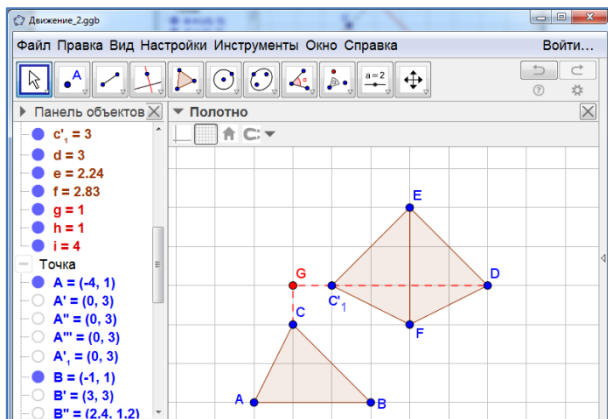 Движение_2.ggb
Файл Правка Вид Настройки Инструменты Окно Справка Войти...
A a=2
Панель объектов Полотно
c'₁ = 3
d = 3
e = 2.24
f = 2.83
g = 1
h = 1
i = 4
Точка
A = (-4, 1)
A' = (0, 3)
A'' = (0, 3)
A''' = (0, 3)
A'₁ = (0, 3)
B = (-1, 1)
B' = (3, 3)
B'' = (2.4, 1.2)
E
G
C'₁
D
C
F
A
B